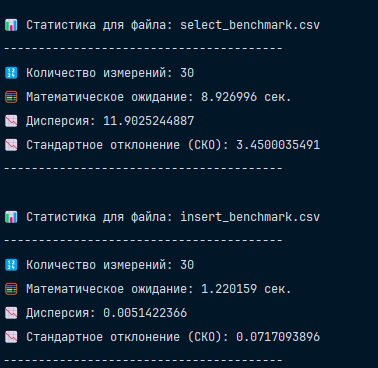 📊 Статистика для файла: select_benchmark.csv
----------------------------------------
🔢 Количество измерений: 30
🧮 Математическое ожидание: 8.926996 сек.
📉 Дисперсия: 11.9025244887
📉 Стандартное отклонение (СКО): 3.4500035491
----------------------------------------
📊 Статистика для файла: insert_benchmark.csv
----------------------------------------
🔢 Количество измерений: 30
🧮 Математическое ожидание: 1.220159 сек.
📉 Дисперсия: 0.0051422366
📉 Стандартное отклонение (СКО): 0.0717093896
----------------------------------------